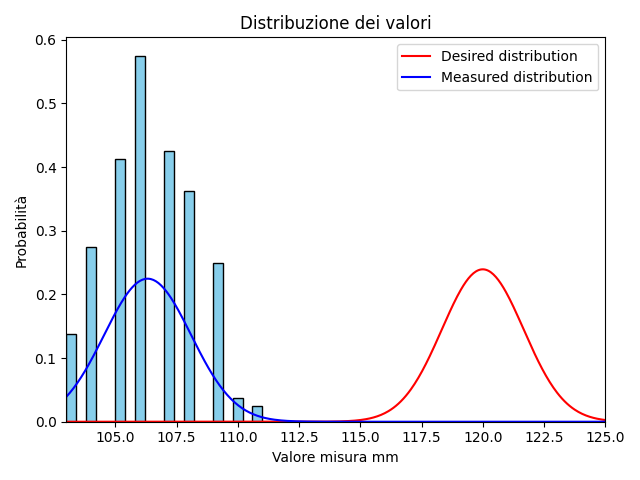 Distribuzione dei valori
Desired distribution
Measured distribution
Probabilità
0.6
0.5
0.4
0.3
0.2
0.1
0.0
105.0 107.5 110.0 112.5 115.0 117.5 120.0 122.5 125.0
Valore misura mm